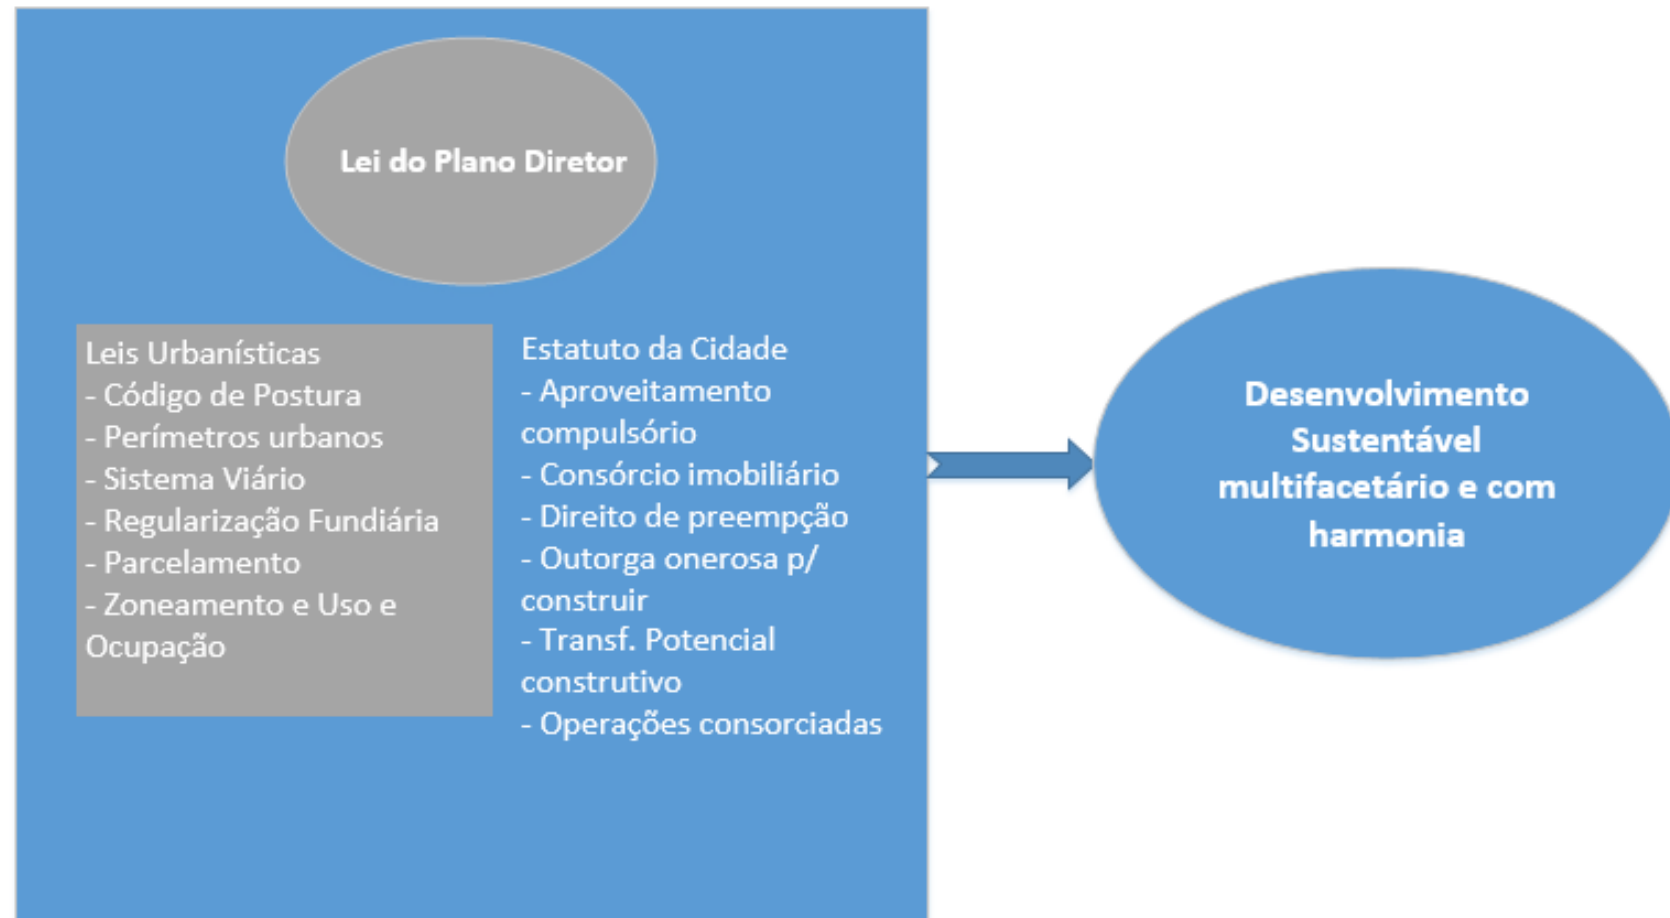 Lei do Plano Diretor
Leis Urbanísticas
- Código de Postura
- Perímetros urbanos
- Sistema Viário
- Regularização Fundiária
- Parcelamento
- Zoneamento e Uso e
Ocupação
Estatuto da Cidade
- Aproveitamento
compulsório
- Consórcio imobiliário
- Direito de preempção
- Outorga onerosa p/
construir
- Transf. Potencial
construtivo
- Operações consorciadas
Desenvolvimento
Sustentável
multifacetário e com
harmonia